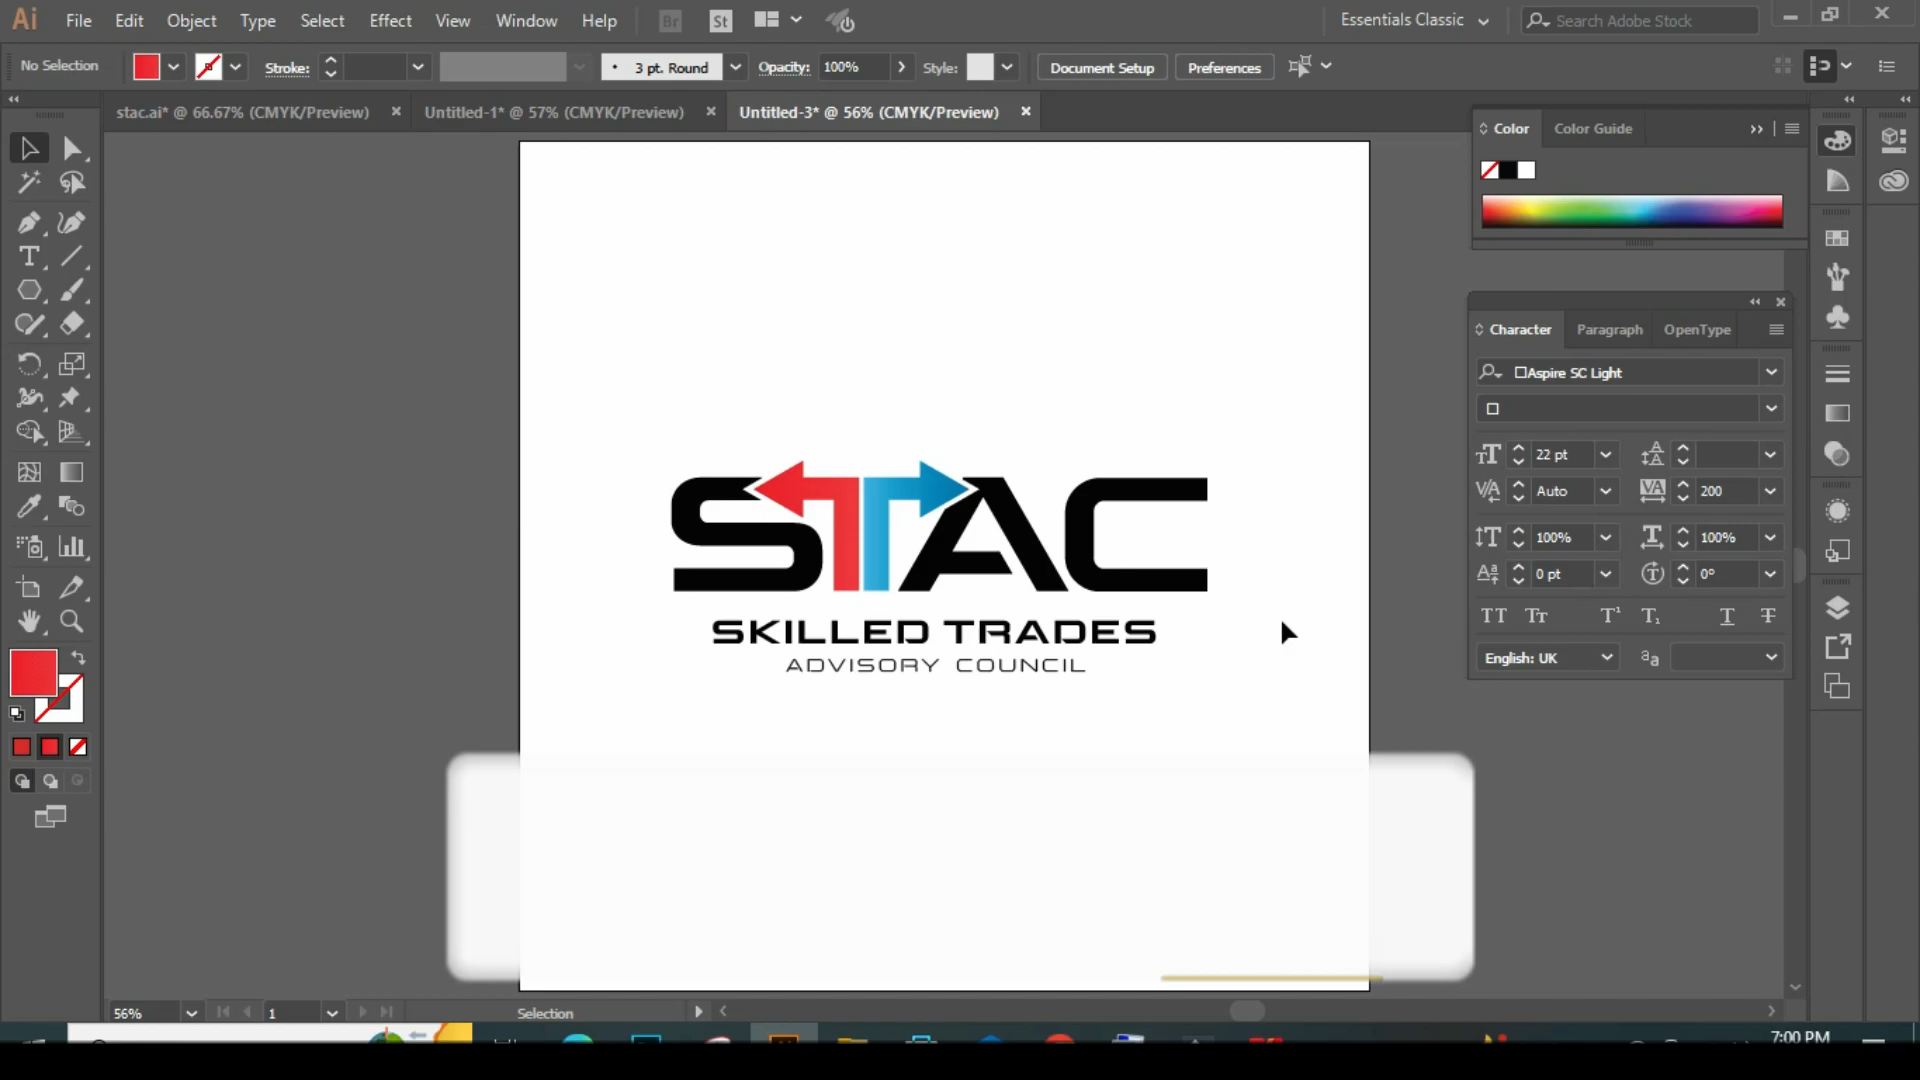 Ai File Edit Object Type Select Effect View Window Help Br St Essentials Classic Search Adobe Stock
No Selection Stroke: 3 pt. Round Opacity: 100% Style: Document Setup Preferences
stac.ai* @ 66.67% (CMYK/Preview) Untitled-1* @ 57% (CMYK/Preview) Untitled-3* @ 56% (CMYK/Preview)
Color Color Guide
Character Paragraph OpenType
Aspire SC Light
22 pt
Auto 200
100% 100%
0 pt 0°
English: UK
STAC
SKILLED TRADES
ADVISORY COUNCIL
56% 1 Selection
7:00 PM